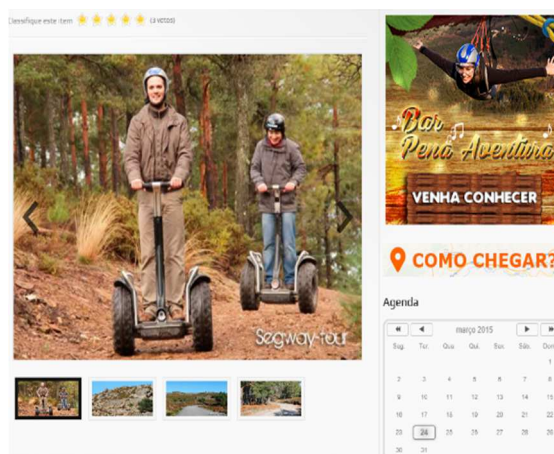 Classifique este item (3 votos)
Segway-tour
Bar
Pena Aventura
VENHA CONHECER
COMO CHEGAR?
Agenda
março 2015
Seg. Ter. Qua. Qui. Sex. Sáb. Dom
1
2 3 4 5 6 7 8
9 10 11 12 13 14 15
16 17 18 19 20 21 22
23 24 25 26 27 28 29
30 31